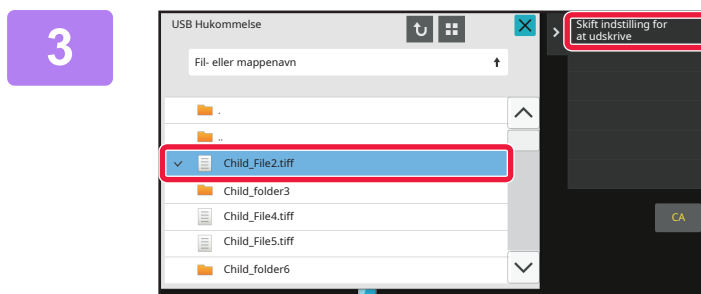 3
USB Hukommelse
Skift indstilling for
at udskrive
Fil- eller mappenavn
.
..
Child_File2.tiff
Child_folder3
Child_File4.tiff
Child_File5.tiff
Child_folder6
CA